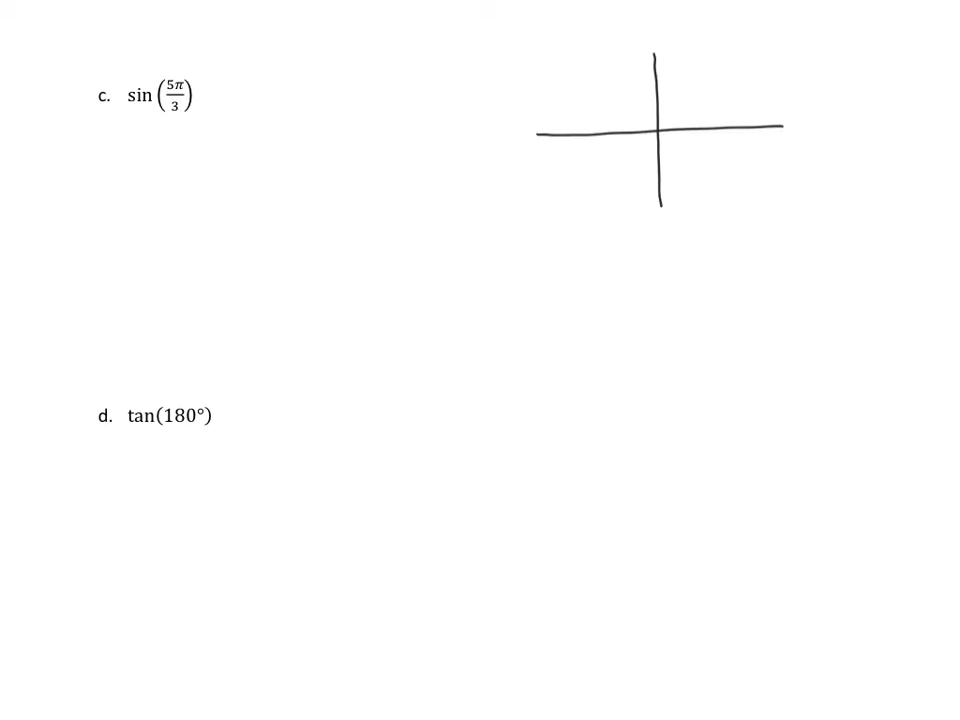 c. sin(5π/3)
d. tan(180°)